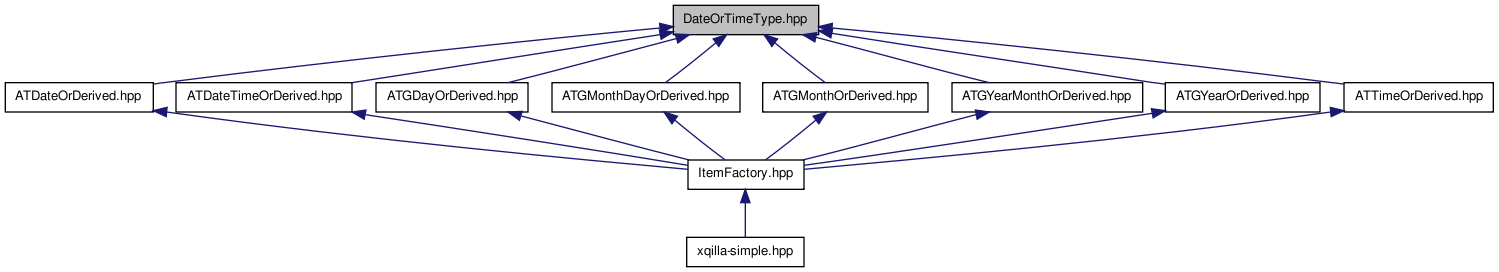 DateOrTimeType.hpp
ATDateOrDerived.hpp
ATDateTimeOrDerived.hpp
ATGDayOrDerived.hpp
ATGMonthDayOrDerived.hpp
ATGMonthOrDerived.hpp
ATGYearMonthOrDerived.hpp
ATGYearOrDerived.hpp
ATTimeOrDerived.hpp
ItemFactory.hpp
xqilla-simple.hpp